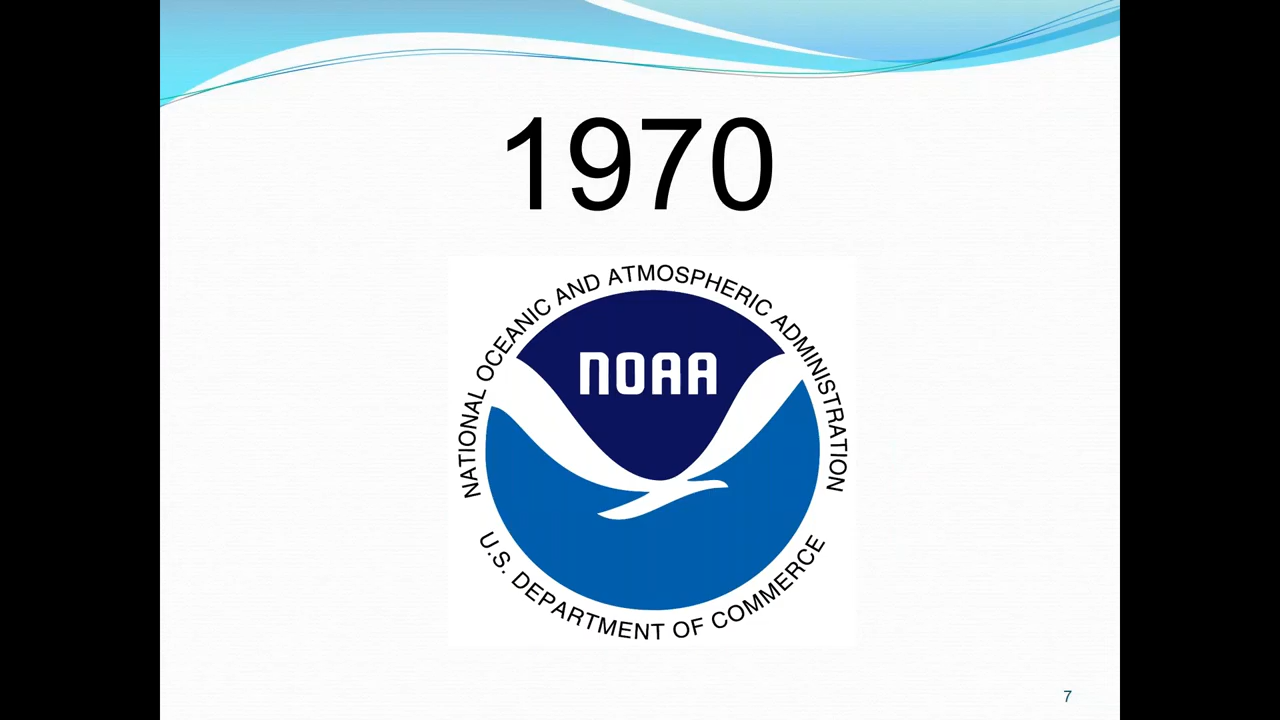 1970
NATIONAL OCEANIC AND ATMOSPHERIC ADMINISTRATION
NOAA
U.S. DEPARTMENT OF COMMERCE
7